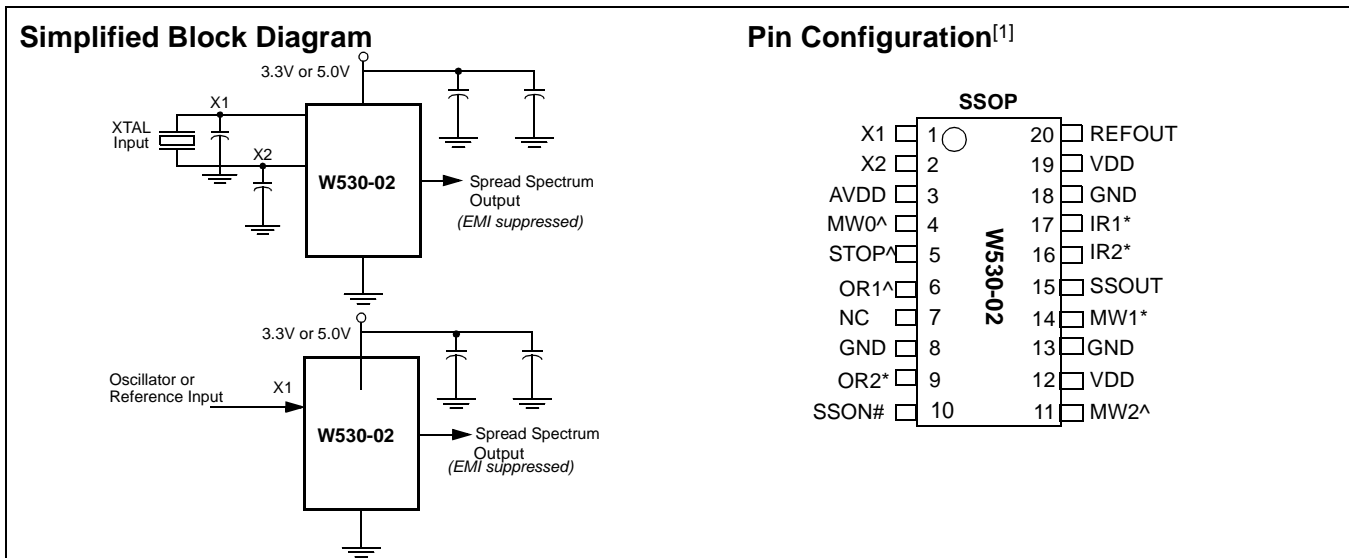 Simplified Block Diagram
3.3V or 5.0V
X1
XTAL
Input
X2
W530-02
Spread Spectrum
Output
(EMI suppressed)
3.3V or 5.0V
Oscillator or
Reference Input
X1
W530-02
Spread Spectrum
Output
(EMI suppressed)
Pin Configuration[1]
SSOP
X1 1 20 REFOUT
X2 2 19 VDD
AVDD 3 18 GND
MW0^ 4 17 IR1*
STOP^ 5 16 IR2*
OR1^ 6 15 SSOUT
NC 7 14 MW1*
GND 8 13 GND
OR2* 9 12 VDD
SSON# 10 11 MW2^
W530-02